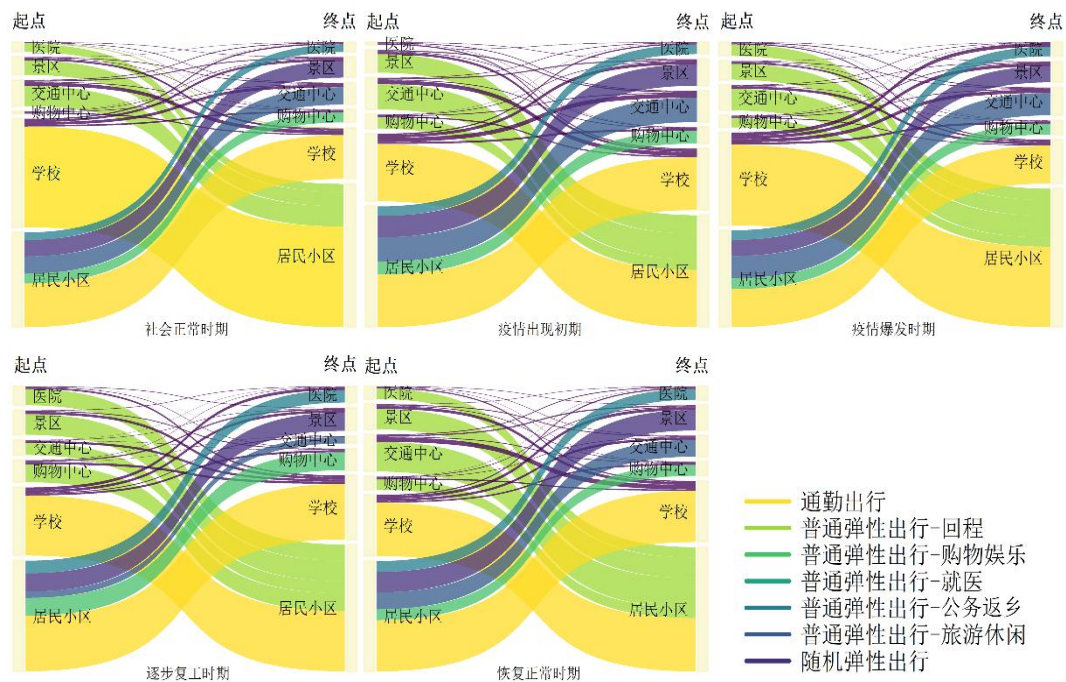 起点 终点
医院 医院
景区 景区
交通中心 交通中心
购物中心 购物中心
学校 学校
居民小区 居民小区
社会正常时期
起点 终点
医院 医院
景区 景区
交通中心 交通中心
购物中心 购物中心
学校 学校
居民小区 居民小区
疫情出现初期
起点 终点
医院 医院
景区 景区
交通中心 交通中心
购物中心 购物中心
学校 学校
居民小区 居民小区
疫情爆发时期
起点 终点
医院 医院
景区 景区
交通中心 交通中心
购物中心 购物中心
学校 学校
居民小区 居民小区
逐步复工时期
起点 终点
医院 医院
景区 景区
交通中心 交通中心
购物中心 购物中心
学校 学校
居民小区 居民小区
恢复正常时期
通勤出行
普通弹性出行-回程
普通弹性出行-购物娱乐
普通弹性出行-就医
普通弹性出行-公务返乡
普通弹性出行-旅游休闲
随机弹性出行